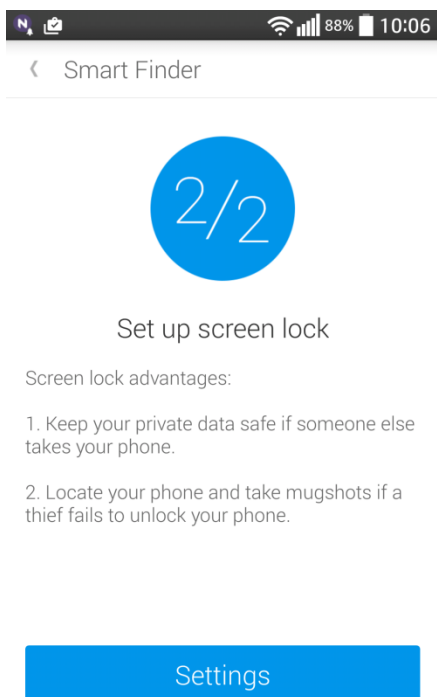 N 88% 10:06
Smart Finder
2/2
Set up screen lock
Screen lock advantages:
1. Keep your private data safe if someone else
takes your phone.
2. Locate your phone and take mugshots if a
thief fails to unlock your phone.
Settings